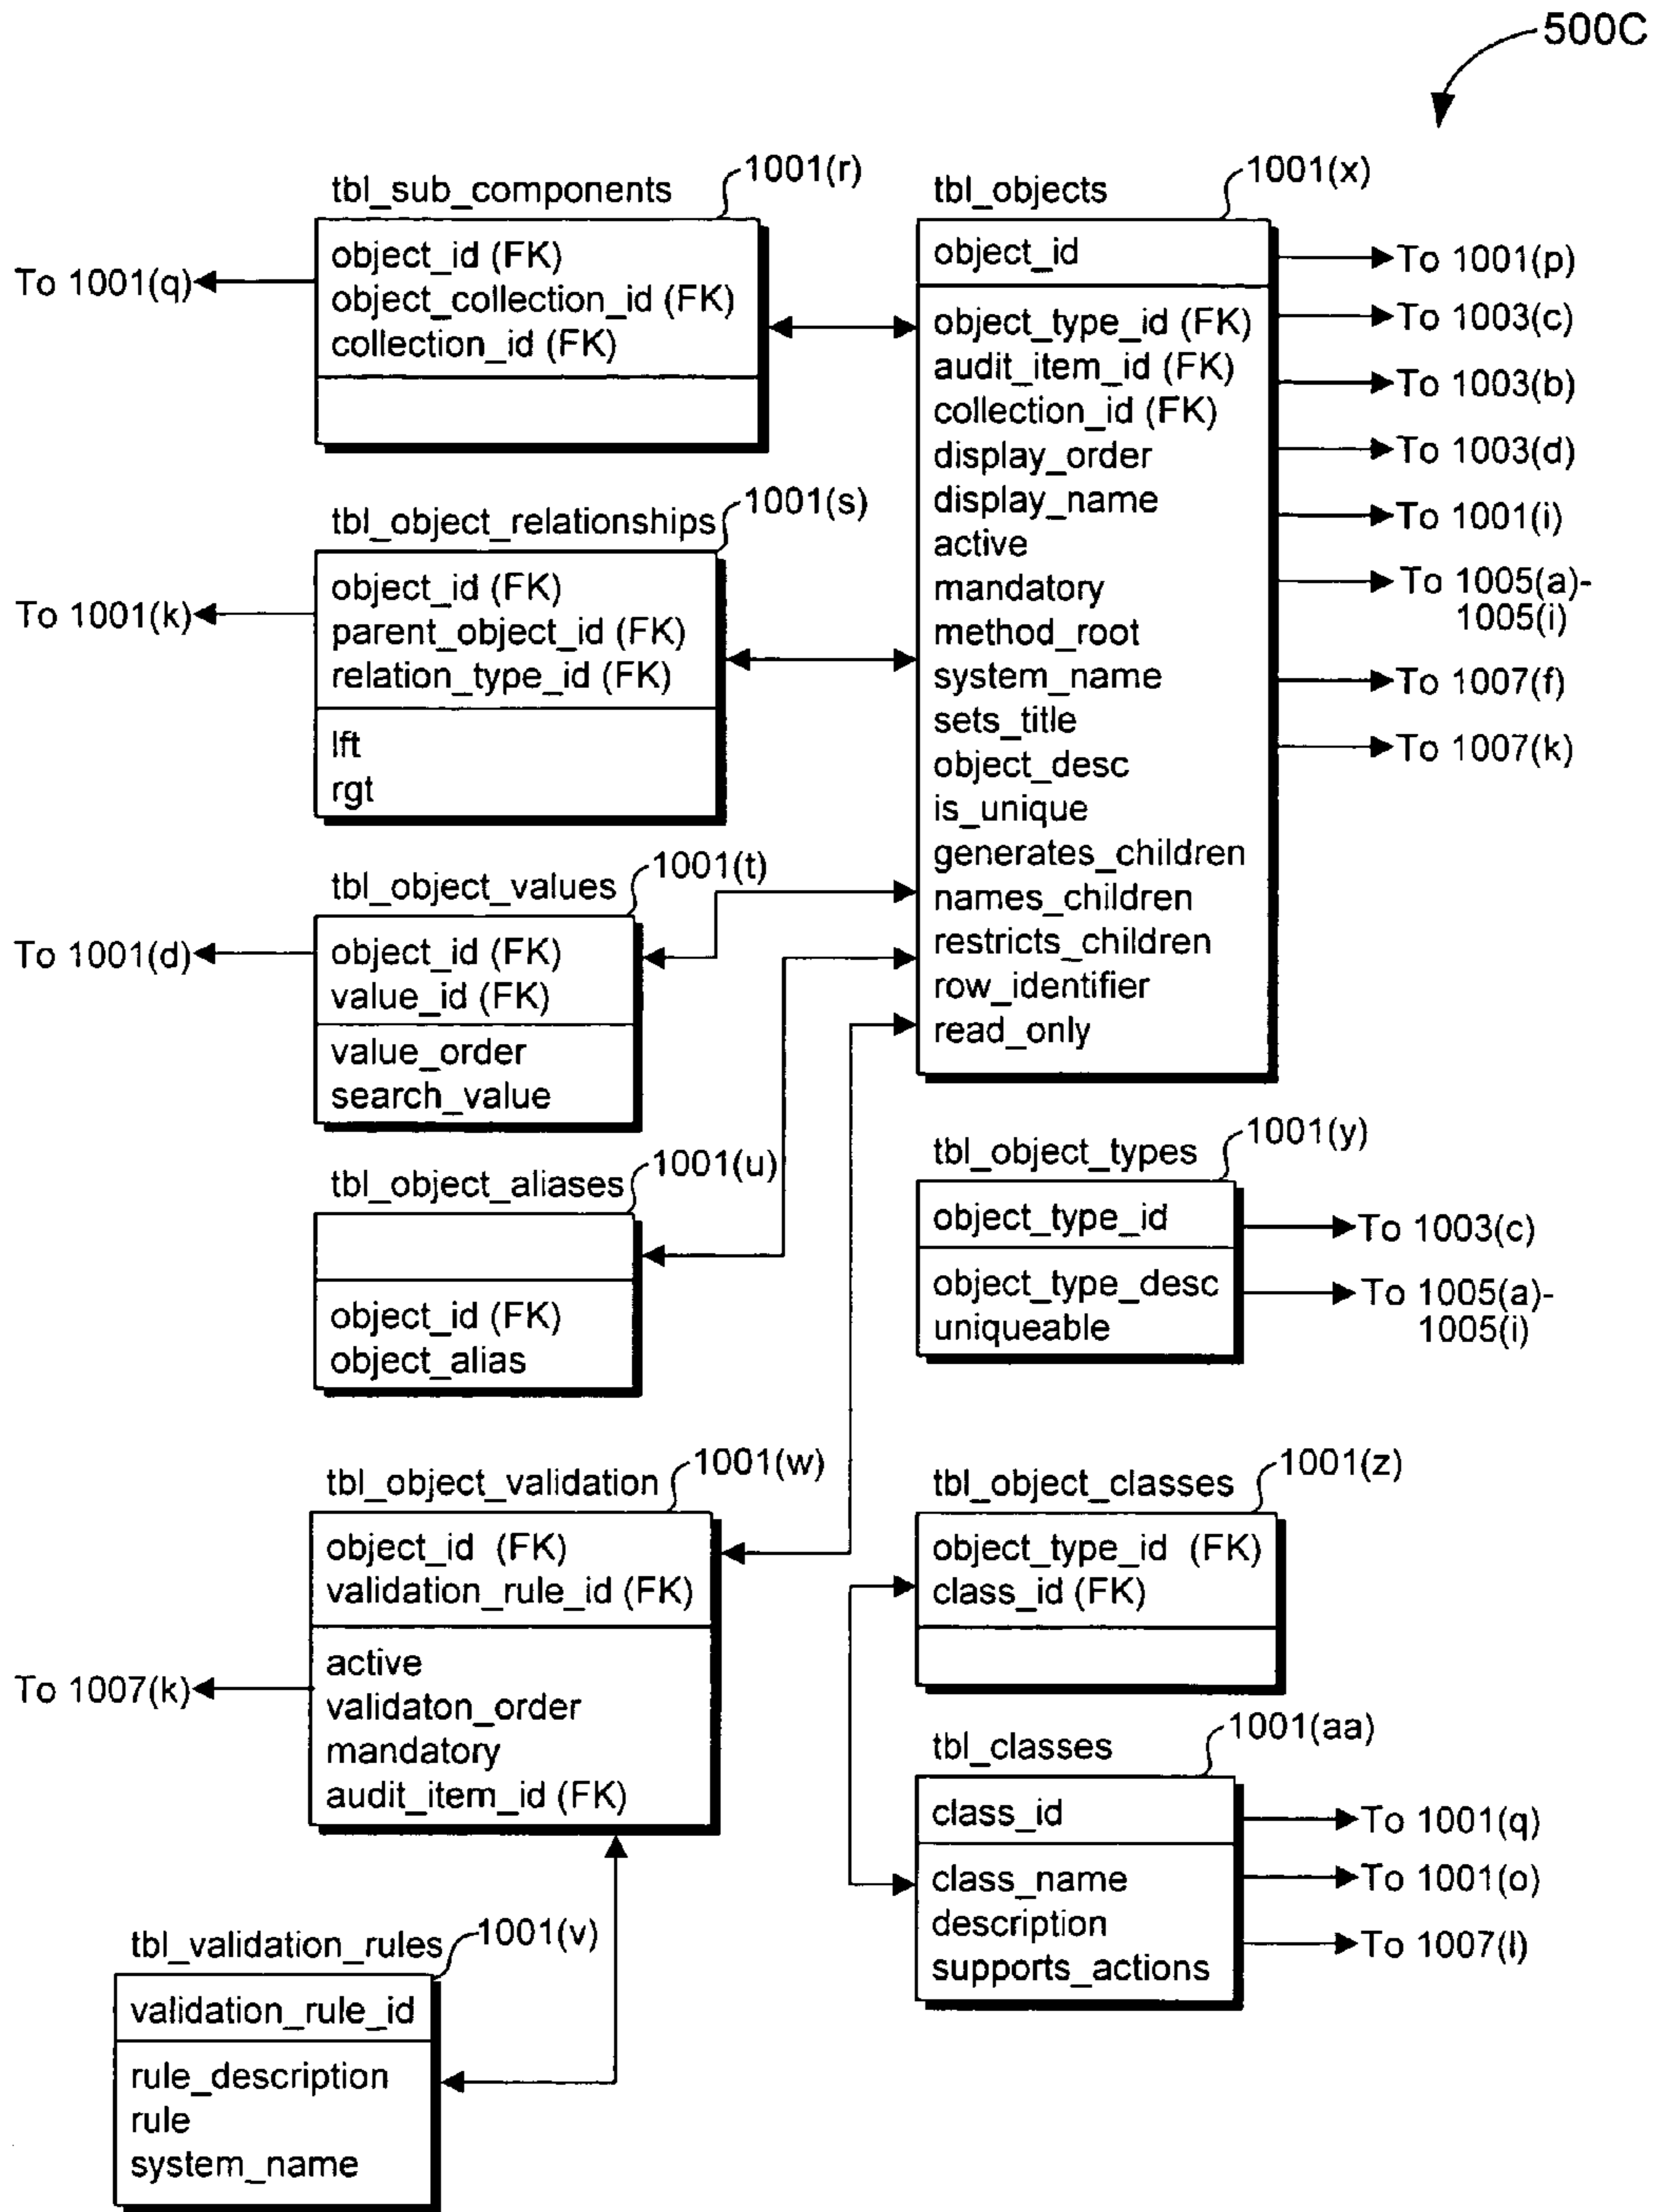 500C
tbl_sub_components
1001(r)
To 1001(q)
object_id (FK)
object_collection_id (FK)
collection_id (FK)
tbl_object_relationships
1001(s)
To 1001(k)
object_id (FK)
parent_object_id (FK)
relation_type_id (FK)
lft
rgt
tbl_object_values
1001(t)
To 1001(d)
object_id (FK)
value_id (FK)
value_order
search_value
tbl_object_aliases
1001(u)
object_id (FK)
object_alias
tbl_object_validation
1001(w)
object_id (FK)
validation_rule_id (FK)
To 1007(k)
active
validaton_order
mandatory
audit_item_id (FK)
tbl_validation_rules
1001(v)
validation_rule_id
rule_description
rule
system_name
tbl_objects
1001(x)
object_id
object_type_id (FK)
audit_item_id (FK)
collection_id (FK)
display_order
display_name
active
mandatory
method_root
system_name
sets_title
object_desc
is_unique
generates_children
names_children
restricts_children
row_identifier
read_only
To 1001(p)
To 1003(c)
To 1003(b)
To 1003(d)
To 1001(i)
To 1005(a)-
1005(i)
To 1007(f)
To 1007(k)
tbl_object_types
1001(y)
object_type_id
object_type_desc
uniqueable
To 1003(c)
To 1005(a)-
1005(i)
tbl_object_classes
1001(z)
object_type_id (FK)
class_id (FK)
tbl_classes
1001(aa)
class_id
class_name
description
supports_actions
To 1001(q)
To 1001(o)
To 1007(l)